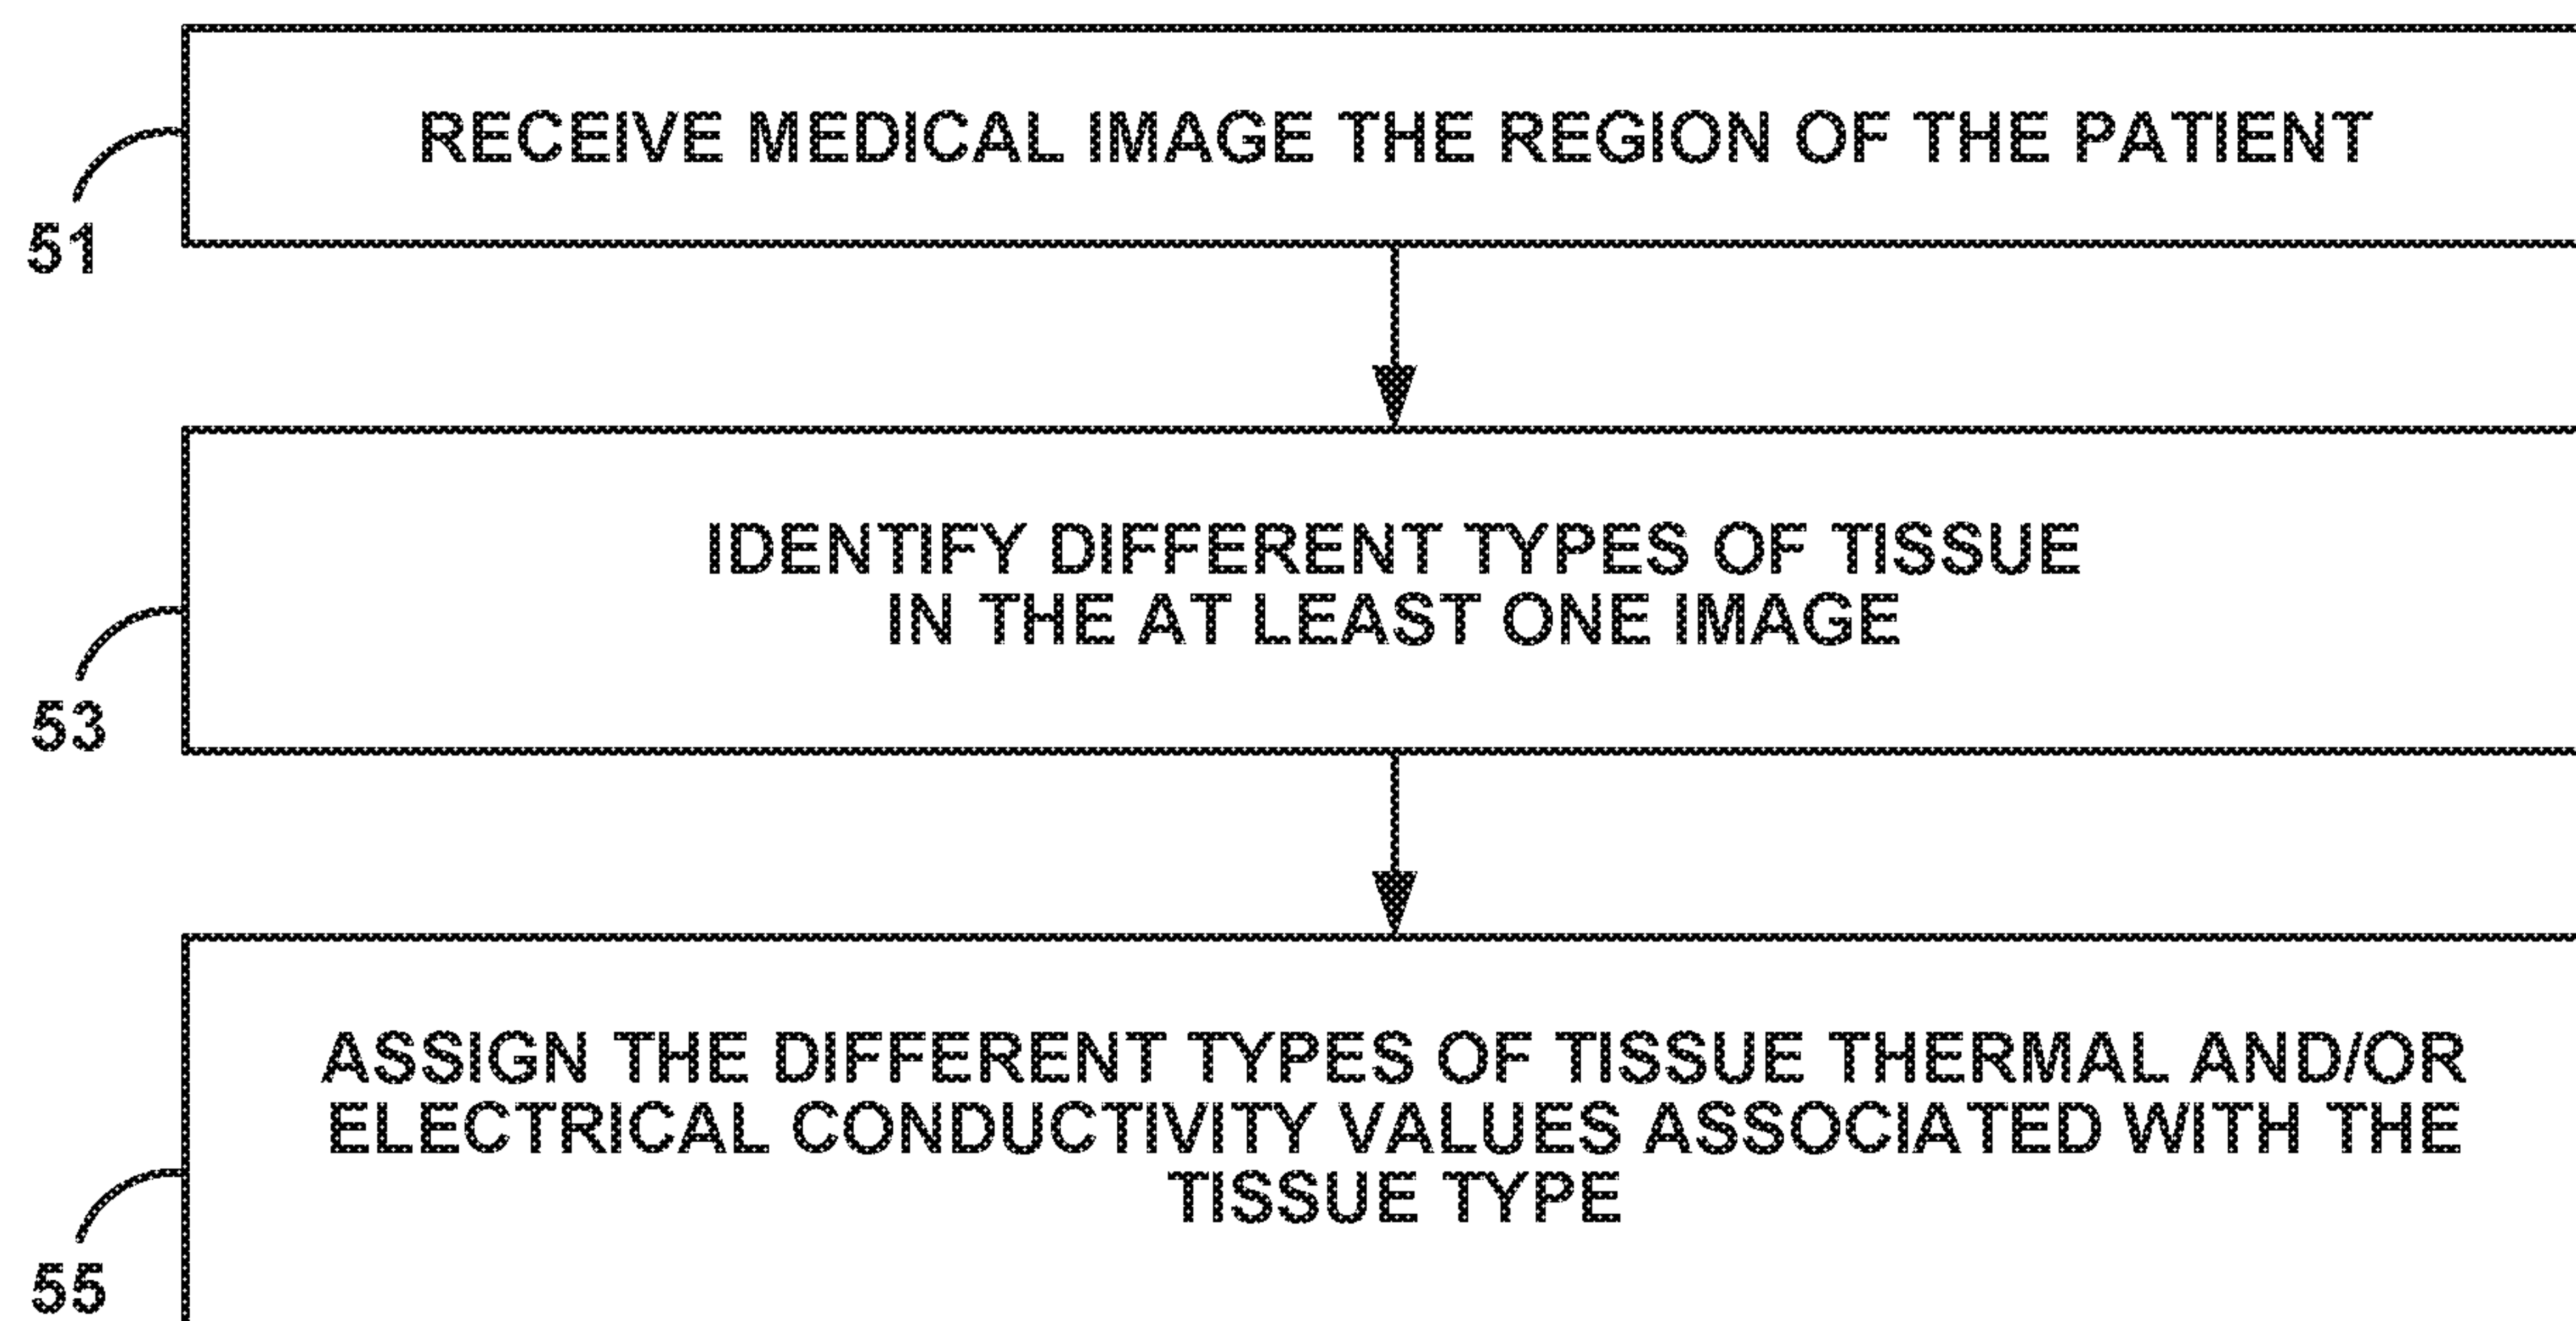 RECEIVE MEDICAL IMAGE THE REGION OF THE PATIENT
51
IDENTIFY DIFFERENT TYPES OF TISSUE
IN THE AT LEAST ONE IMAGE
53
ASSIGN THE DIFFERENT TYPES OF TISSUE THERMAL AND/OR
ELECTRICAL CONDUCTIVITY VALUES ASSOCIATED WITH THE
TISSUE TYPE
55